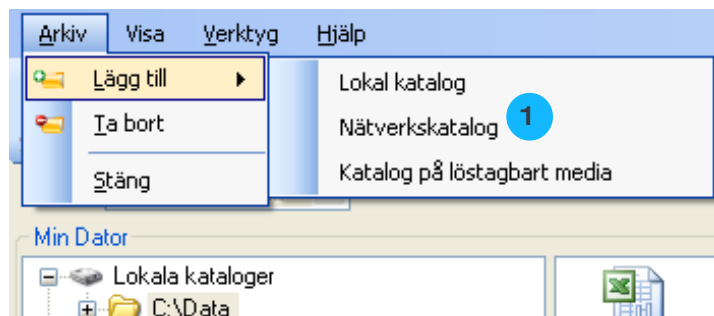 Arkiv Visa Verktyg Hjälp
Lägg till Lokal katalog
Ta bort Nätverkskatalog 1
Stäng Katalog på löstagbart media
Min Dator
Lokala kataloger
C:\Data